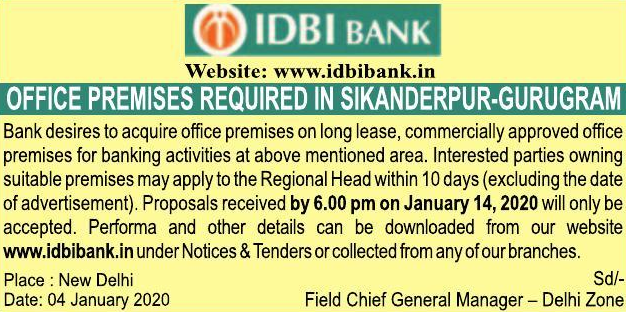 IDBI BANK
Website: www.idbibank.in
OFFICE PREMISES REQUIRED IN SIKANDERPUR-GURUGRAM
Bank desires to acquire office premises on long lease, commercially approved office
premises for banking activities at above mentioned area. Interested parties owning
suitable premises may apply to the Regional Head within 10 days (excluding the date
of advertisement). Proposals received by 6.00 pm on January 14, 2020 will only be
accepted. Performa and other details can be downloaded from our website
www.idbibank.in under Notices & Tenders or collected from any of our branches.
Place : New Delhi
Sd/-
Date: 04 January 2020
Field Chief General Manager – Delhi Zone